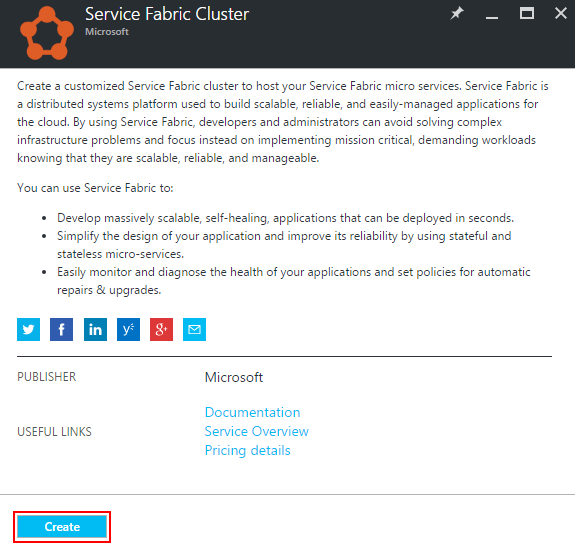 Service Fabric Cluster
Microsoft
Create a customized Service Fabric cluster to host your Service Fabric micro services. Service Fabric is
a distributed systems platform used to build scalable, reliable, and easily-managed applications for
the cloud. By using Service Fabric, developers and administrators can avoid solving complex
infrastructure problems and focus instead on implementing mission critical, demanding workloads
knowing that they are scalable, reliable, and manageable.
You can use Service Fabric to:
• Develop massively scalable, self-healing, applications that can be deployed in seconds.
• Simplify the design of your application and improve its reliability by using stateful and
stateless micro-services.
• Easily monitor and diagnose the health of your applications and set policies for automatic
repairs & upgrades.
PUBLISHER
Microsoft
USEFUL LINKS
Documentation
Service Overview
Pricing details
Create